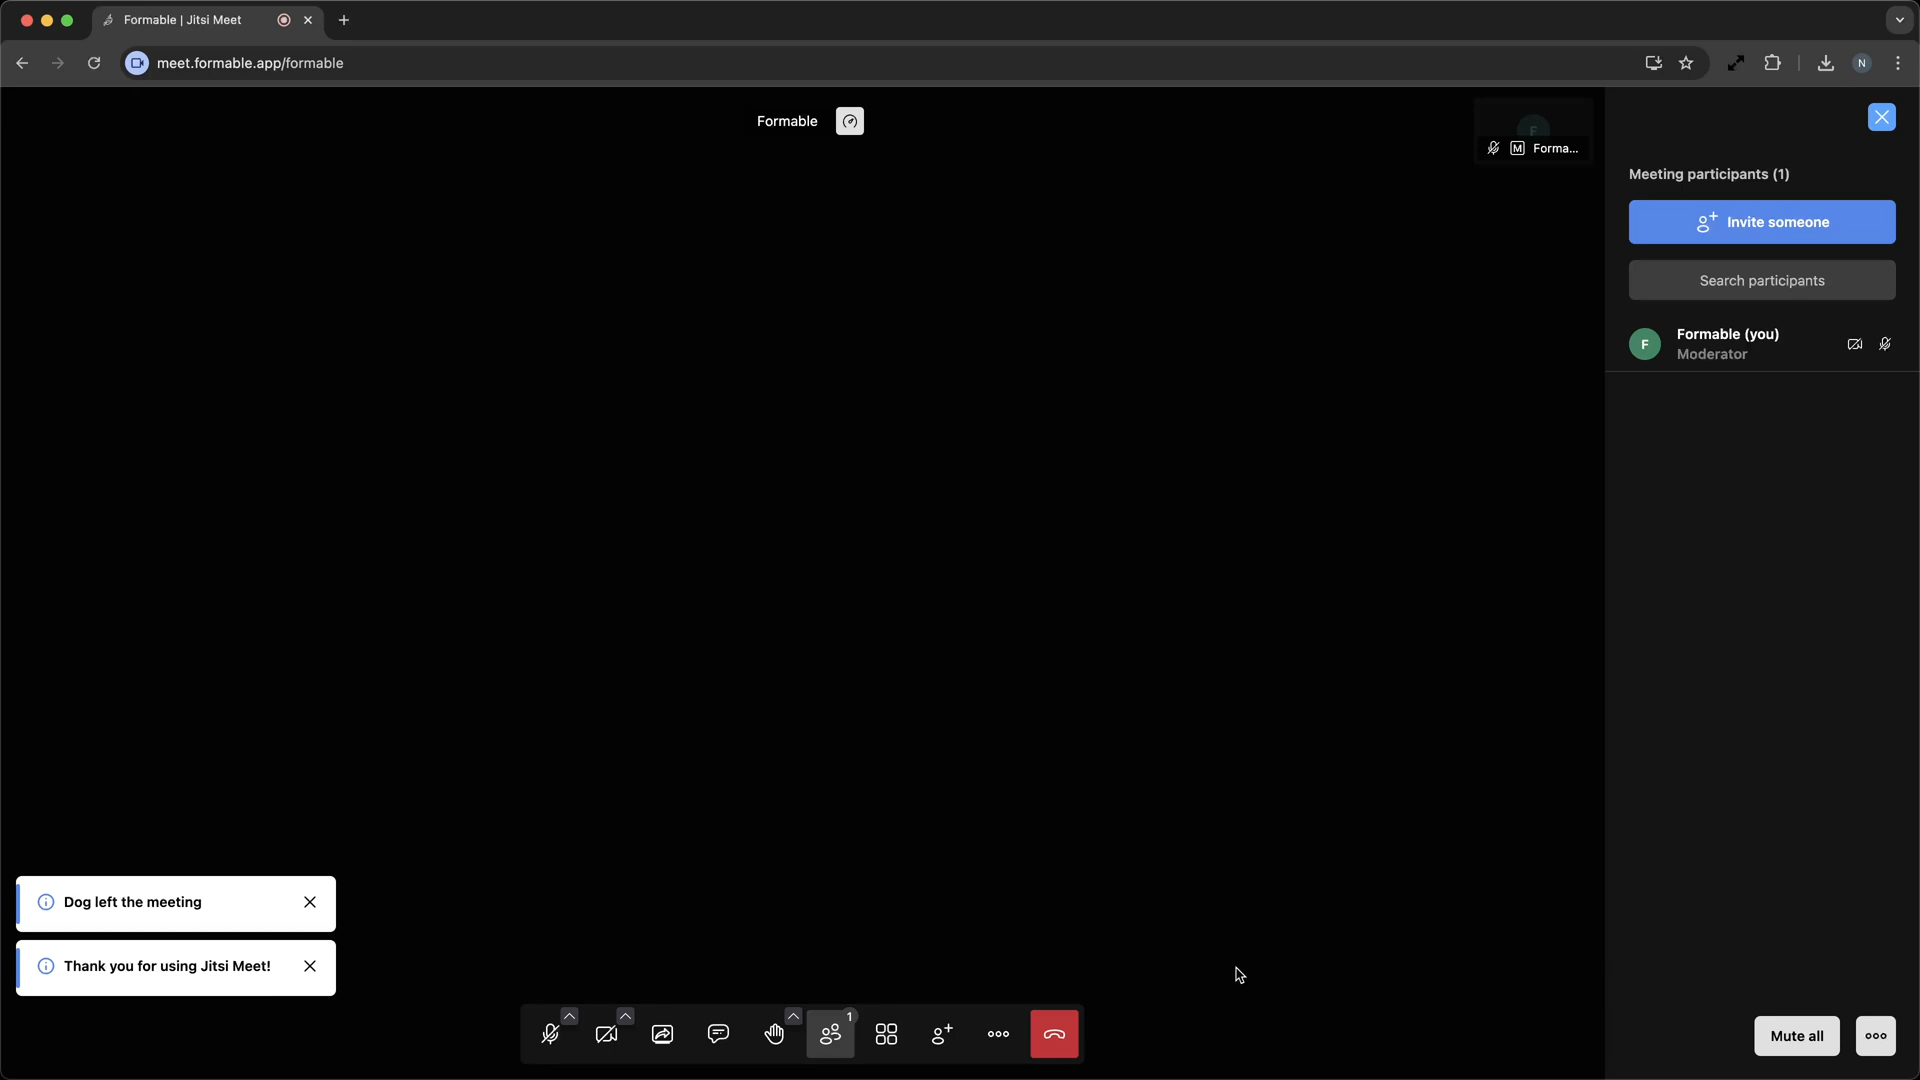 Formable | Jitsi Meet
meet.formable.app/formable
N
Formable
F
M Forma...
Meeting participants (1)
Invite someone
Search participants
F
Formable (you)
Moderator
Dog left the meeting
Thank you for using Jitsi Meet!
1
Mute all